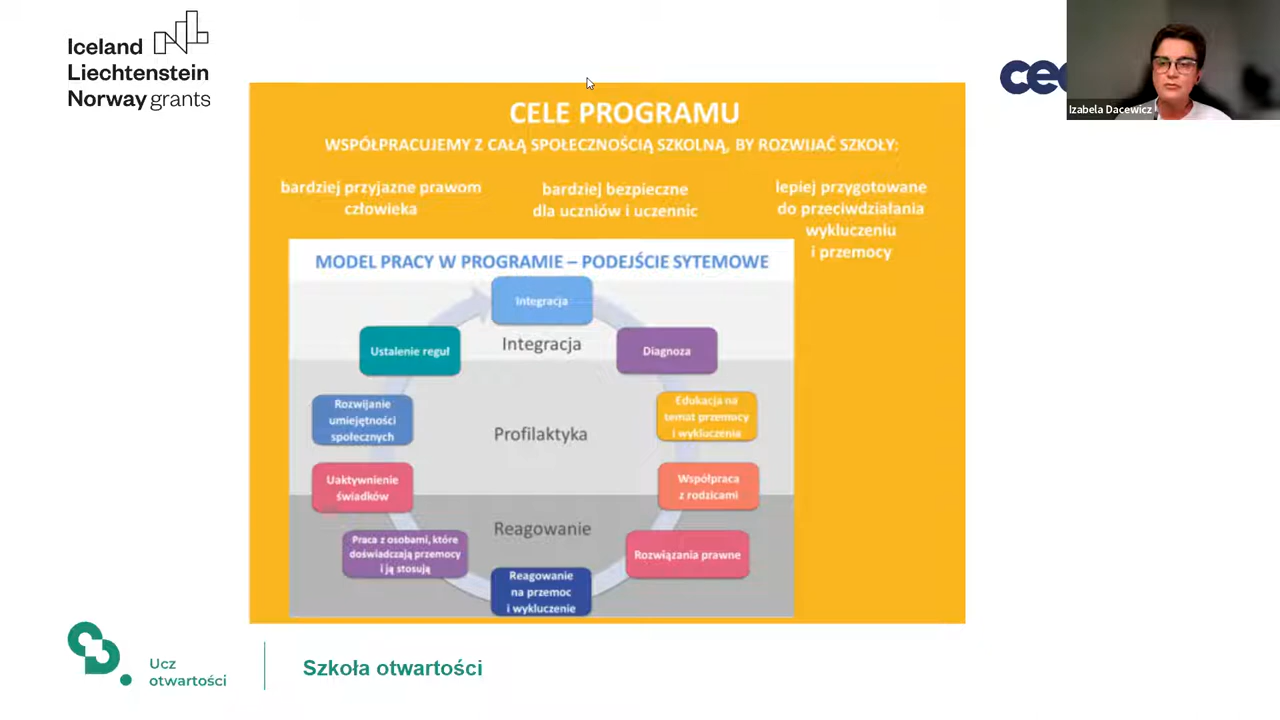 Iceland
Liechtenstein
Norway grants
Izabela Dacewicz
CELE PROGRAMU
WSPÓŁPRACUJEMY Z CAŁĄ SPOŁECZNOŚCIĄ SZKOLNĄ, BY ROZWIJAĆ SZKOŁY:
bardziej przyjazne prawom
człowieka
bardziej bezpieczne
dla uczniów i uczennic
lepiej przygotowane
do przeciwdziałania
wykluczeniu
i przemocy
MODEL PRACY W PROGRAMIE – PODEJŚCIE SYTEMOWE
Integracja
Integracja
Ustalenie reguł
Diagnoza
Rozwijanie
umiejętności
społecznych
Edukacja na
temat przemocy
i wykluczenia
Profilaktyka
Uaktywnienie
świadków
Współpraca
z rodzicami
Reagowanie
Praca z osobami, które
doświadczają przemocy
i ją stosują
Rozwiązania prawne
Reagowanie
na przemoc
i wykluczenie
Ucz
otwartości
Szkoła otwartości